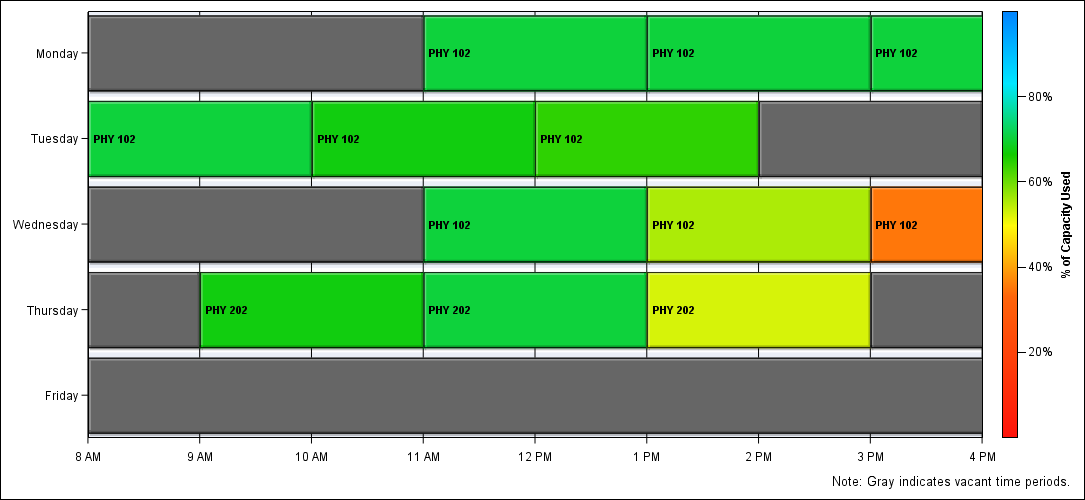 Monday
PHY 102
PHY 102
PHY 102
Tuesday
PHY 102
PHY 102
PHY 102
Wednesday
PHY 102
PHY 102
PHY 102
Thursday
PHY 202
PHY 202
PHY 202
Friday
8 AM
9 AM
10 AM
11 AM
12 PM
1 PM
2 PM
3 PM
4 PM
80%
60%
40%
20%
% of Capacity Used
Note: Gray indicates vacant time periods.